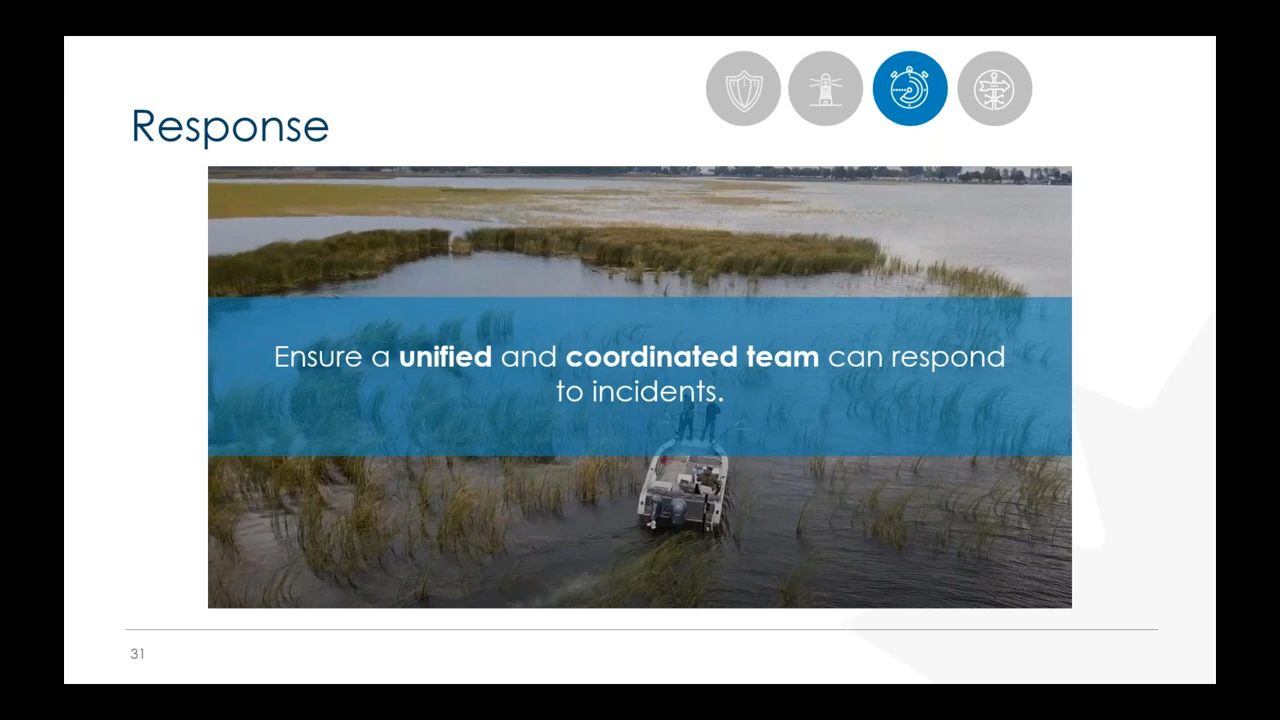 Response
Ensure a unified and coordinated team can respond
to incidents.
31